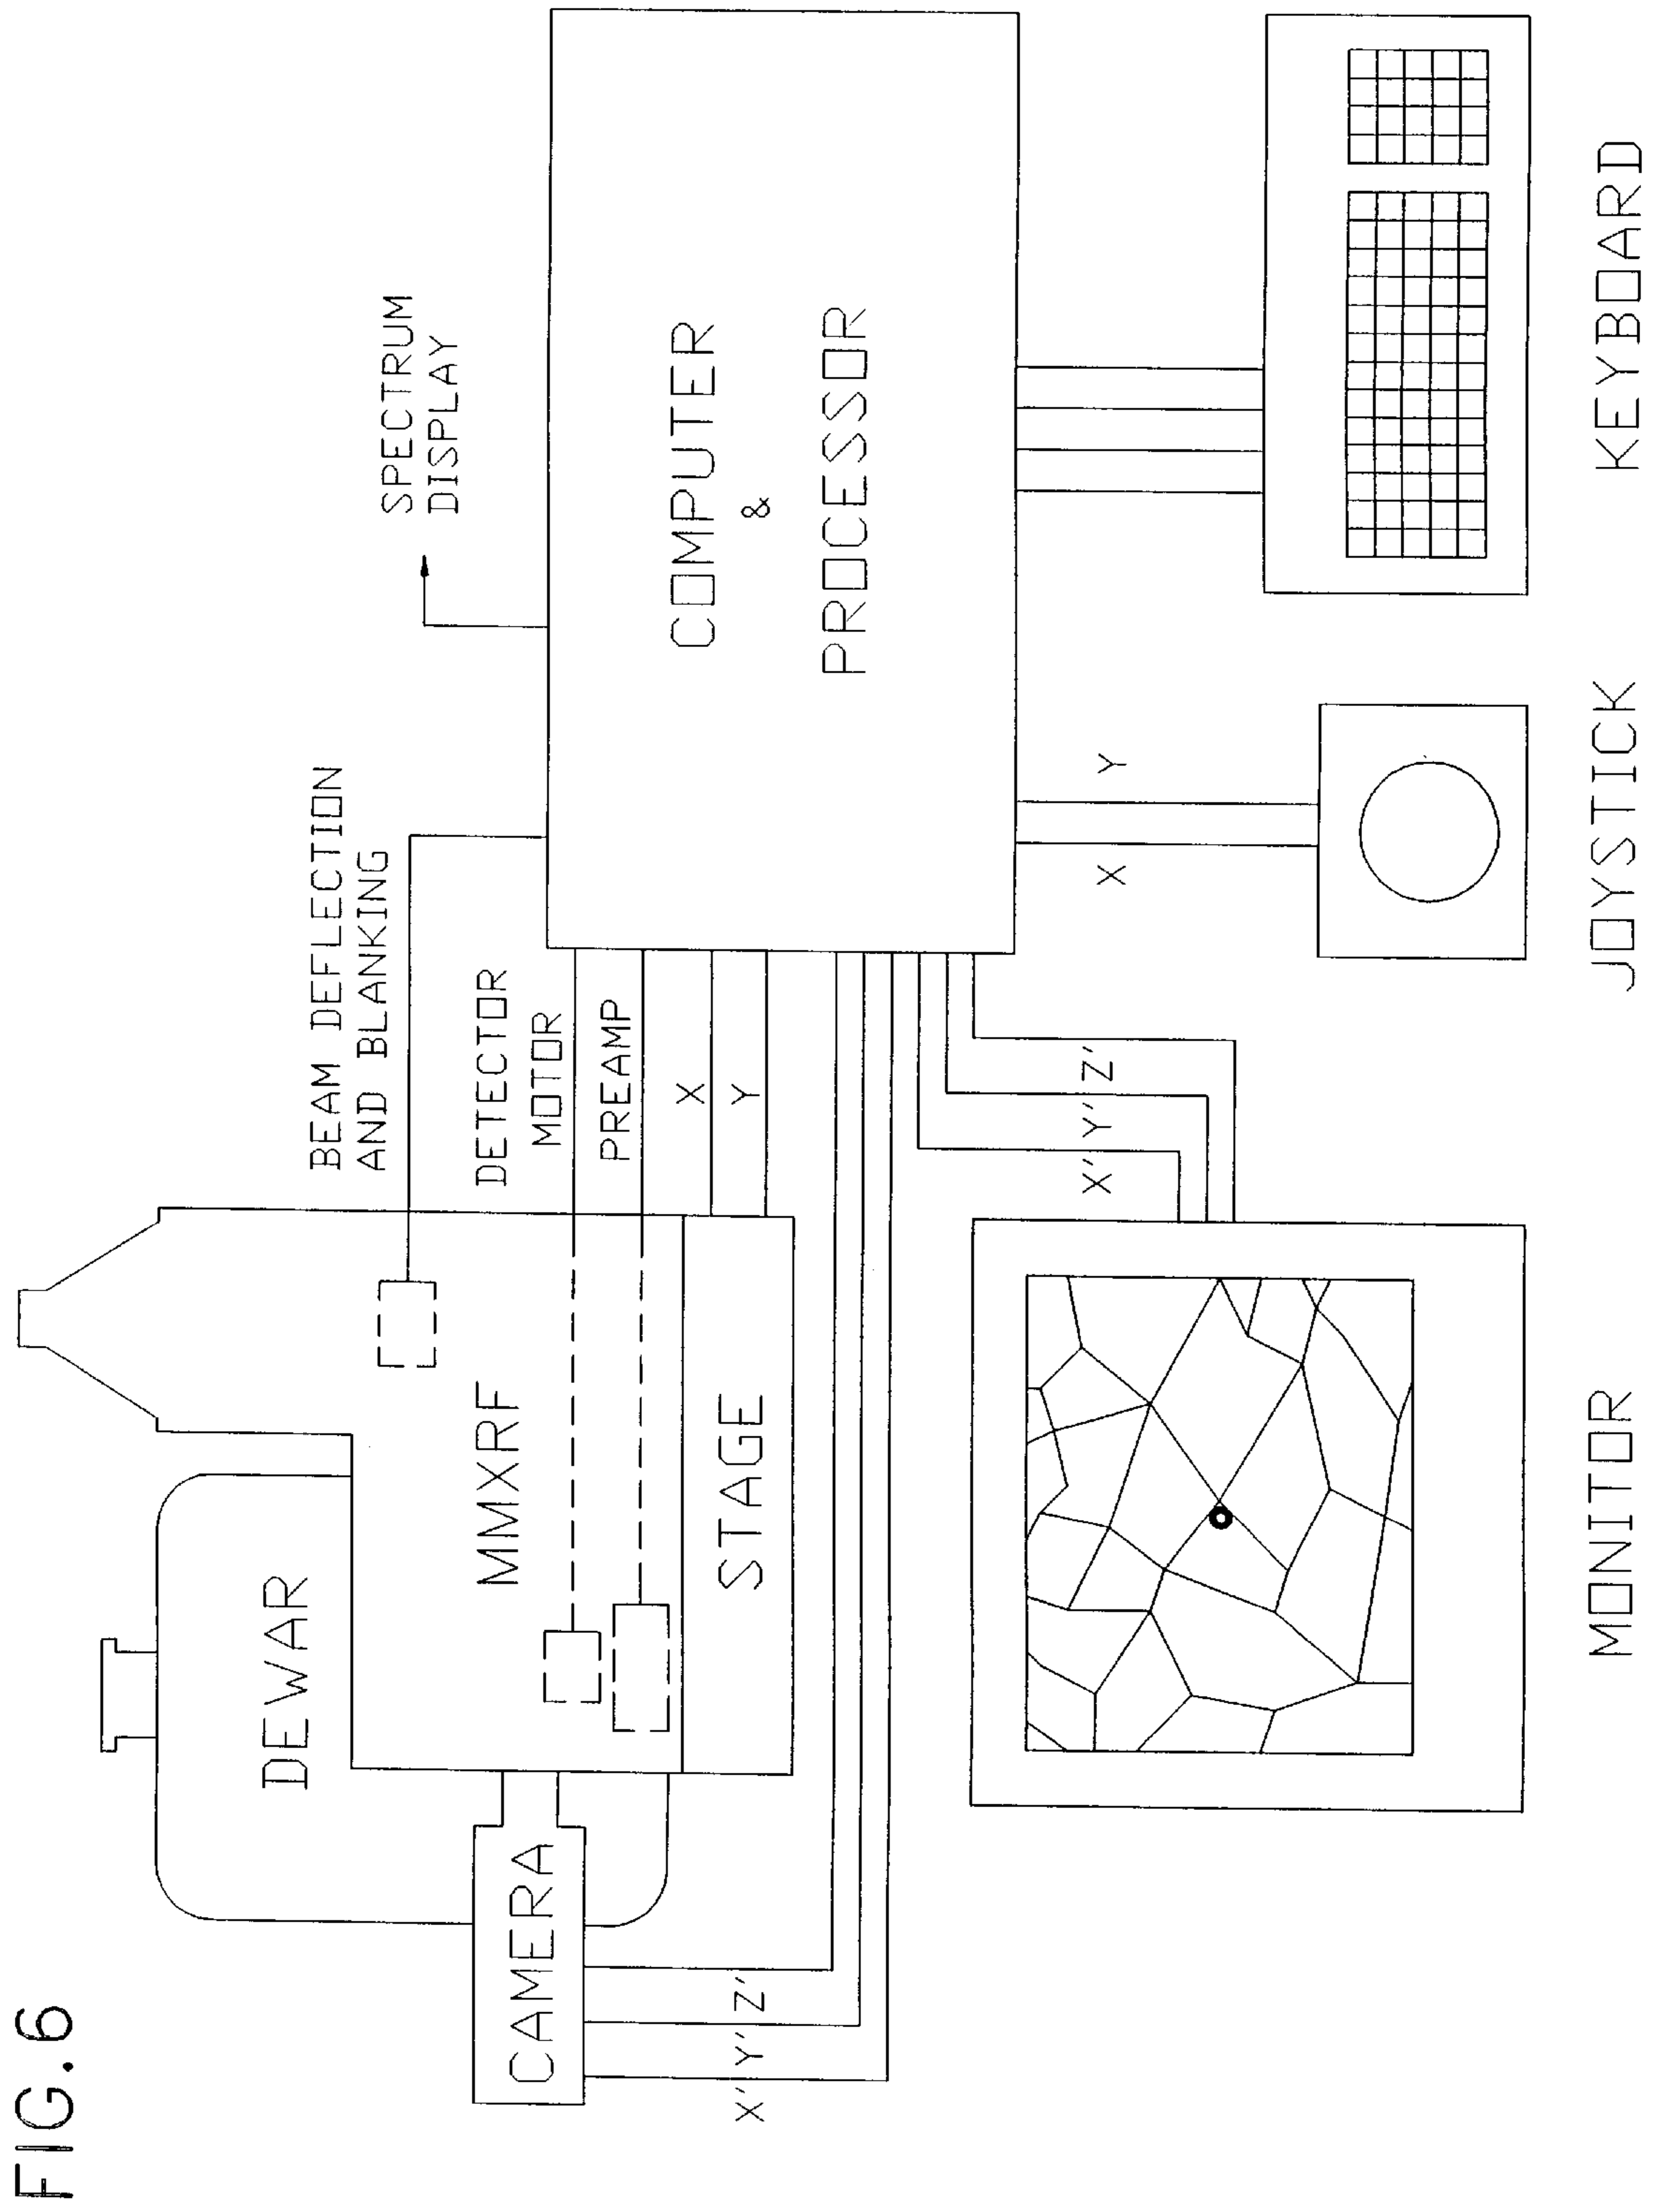 FIG.6
DEWAR
CAMERA
MMXRF
STAGE
X' Y' Z'
BEAM DEFLECTION
AND BLANKING
DETECTOR
MOTOR
PREAMP
X
Y
SPECTRUM
DISPLAY
COMPUTER
&
PROCESSOR
X' Y' Z'
X
Y
MONITOR
JOYSTICK
KEYBOARD